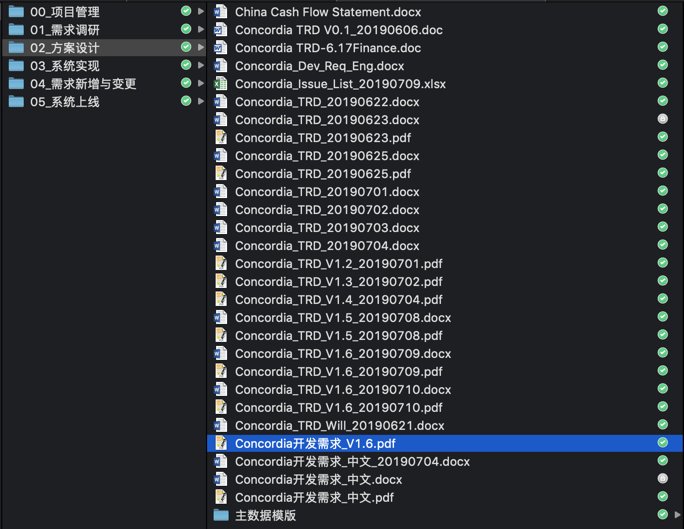 00_项目管理
01_需求调研
02_方案设计
03_系统实现
04_需求新增与变更
05_系统上线
China Cash Flow Statement.docx
Concordia TRD V0.1_20190606.doc
Concordia TRD-6.17Finance.doc
Concordia_Dev_Req_Eng.docx
Concordia_Issue_List_20190709.xlsx
Concordia_TRD_20190622.docx
Concordia_TRD_20190623.docx
Concordia_TRD_20190623.pdf
Concordia_TRD_20190625.docx
Concordia_TRD_20190625.pdf
Concordia_TRD_20190701.docx
Concordia_TRD_20190702.docx
Concordia_TRD_20190703.docx
Concordia_TRD_20190704.docx
Concordia_TRD_V1.2_20190701.pdf
Concordia_TRD_V1.3_20190702.pdf
Concordia_TRD_V1.4_20190704.pdf
Concordia_TRD_V1.5_20190708.docx
Concordia_TRD_V1.5_20190708.pdf
Concordia_TRD_V1.6_20190709.docx
Concordia_TRD_V1.6_20190709.pdf
Concordia_TRD_V1.6_20190710.docx
Concordia_TRD_V1.6_20190710.pdf
Concordia_TRD_Will_20190621.docx
Concordia开发需求_V1.6.pdf
Concordia开发需求_中文_20190704.docx
Concordia开发需求_中文.docx
Concordia开发需求_中文.pdf
主数据模版